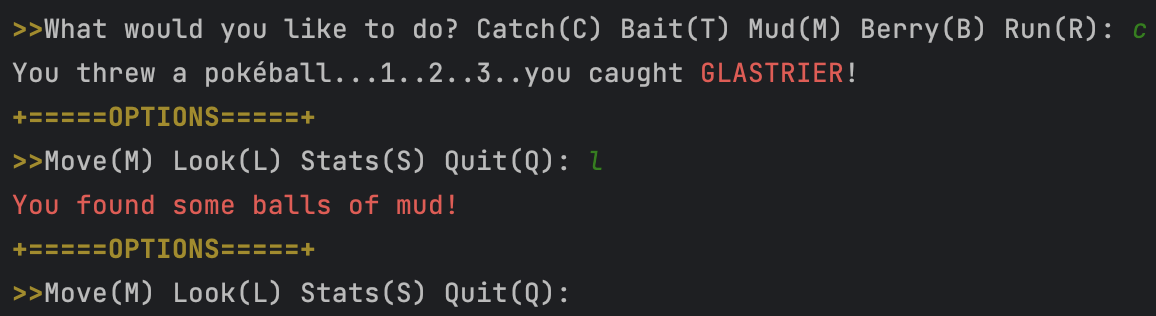 >>What would you like to do? Catch(C) Bait(T) Mud(M) Berry(B) Run(R): c
You threw a pokéball...1..2..3..you caught GLASTRIER!
+=====OPTIONS=====+
>>Move(M) Look(L) Stats(S) Quit(Q): l
You found some balls of mud!
+=====OPTIONS=====+
>>Move(M) Look(L) Stats(S) Quit(Q):